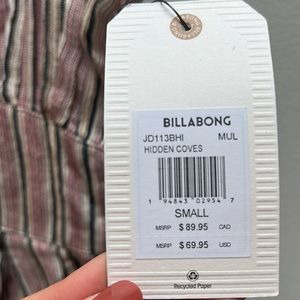 BILLABONG
BILLABONG
JD113BHI MUL
HIDDEN COVES
1 94843 02954 7
SMALL
MSRP $ 89.95 CAD
MSRP $ 69.95 USD
Recycled Paper